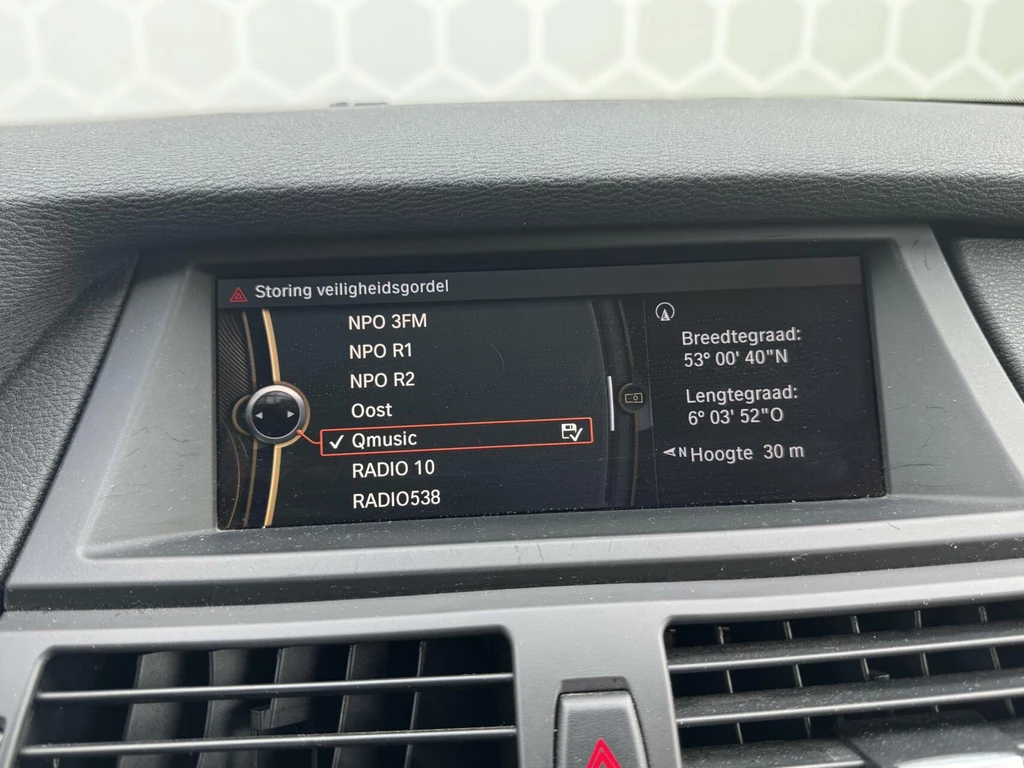 Storing veiligheidsgordel
NPO 3FM
NPO R1
NPO R2
Oost
Qmusic
RADIO 10
RADIO538
Breedtegraad:
53° 00' 40"N
Lengtegraad:
6° 03' 52"O
N Hoogte 30 m